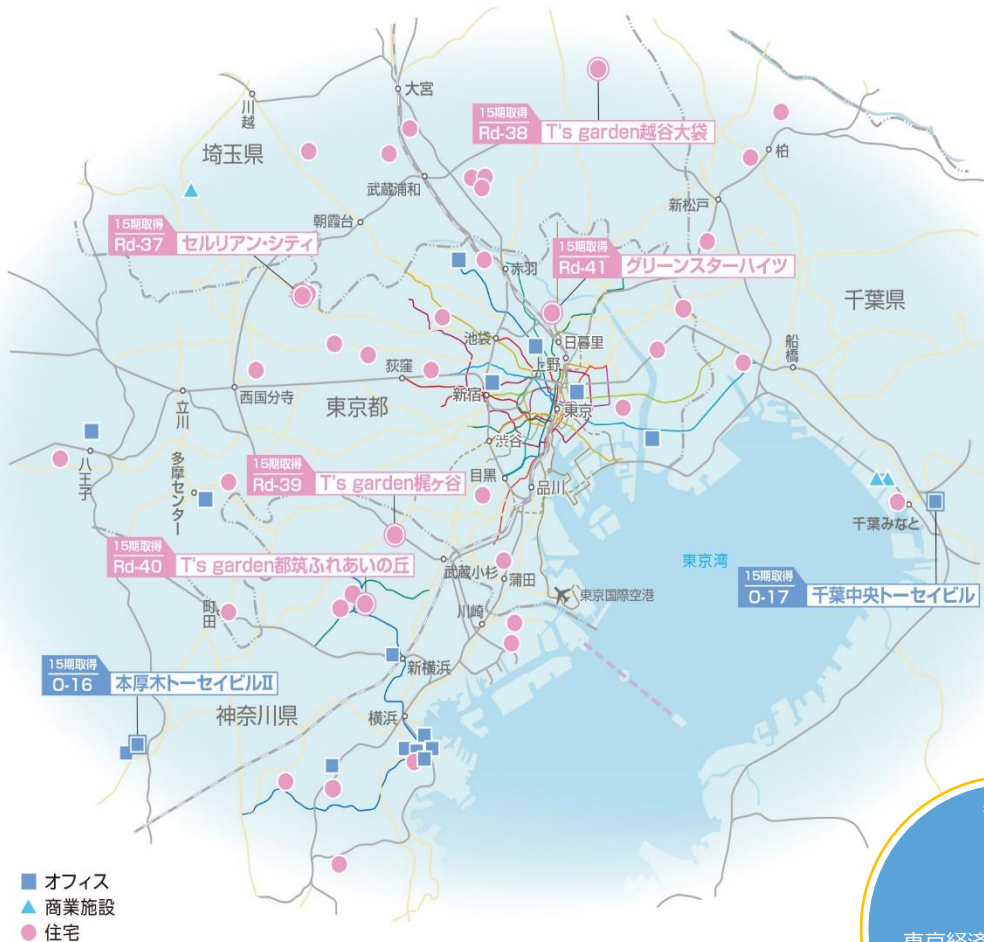 大宮
川越
15期取得
Rd-38 T's garden越谷大袋
埼玉県
柏
武蔵浦和
新松戸
朝霞台
15期取得
Rd-37 セルリアン・シティ
15期取得
Rd-41 グリーンスターハイツ
赤羽
千葉県
池袋
日暮里
船橋
上野
荻窪
立川
西国分寺
東京都
新宿
東京
渋谷
八王子
多摩センター
15期取得
Rd-39 T's garden梶ヶ谷
目黒
品川
千葉みなと
15期取得
Rd-40 T's garden都筑ふれあいの丘
武蔵小杉
蒲田
東京湾
15期取得
O-17 千葉中央トーセイビル
町田
川崎
東京国際空港
15期取得
O-16 本厚木トーセイビルⅡ
新横浜
神奈川県
横浜
オフィス
商業施設
住宅
東京経済